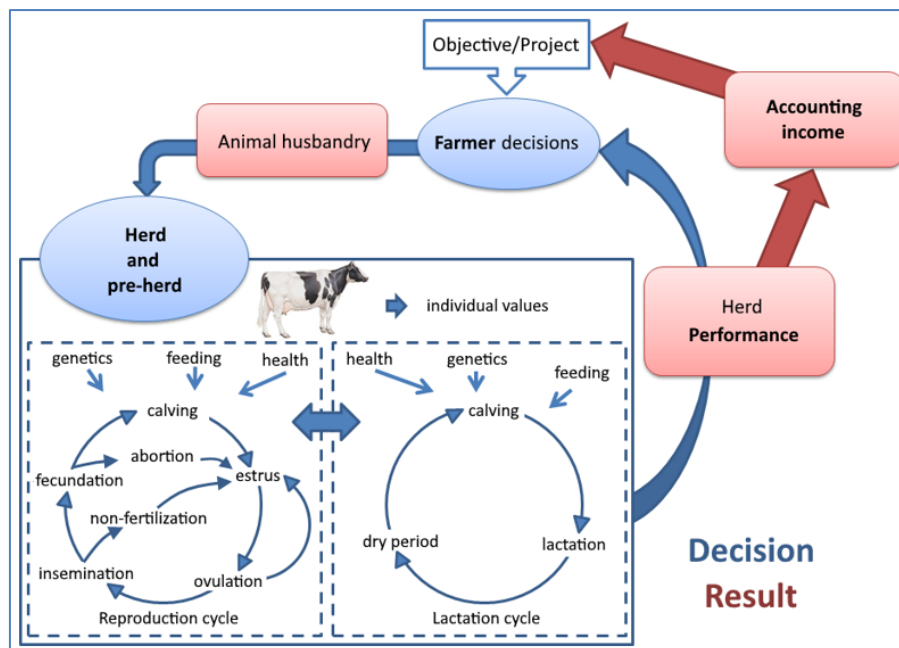 Objective/Project
Accounting
income
Animal husbandry
Farmer decisions
Herd
and
pre-herd
individual values
Herd
Performance
genetics
feeding
health
calving
abortion
fecundation
estrus
non-fertilization
insemination
ovulation
Reproduction cycle
health
genetics
feeding
calving
dry period
lactation
Lactation cycle
Decision
Result